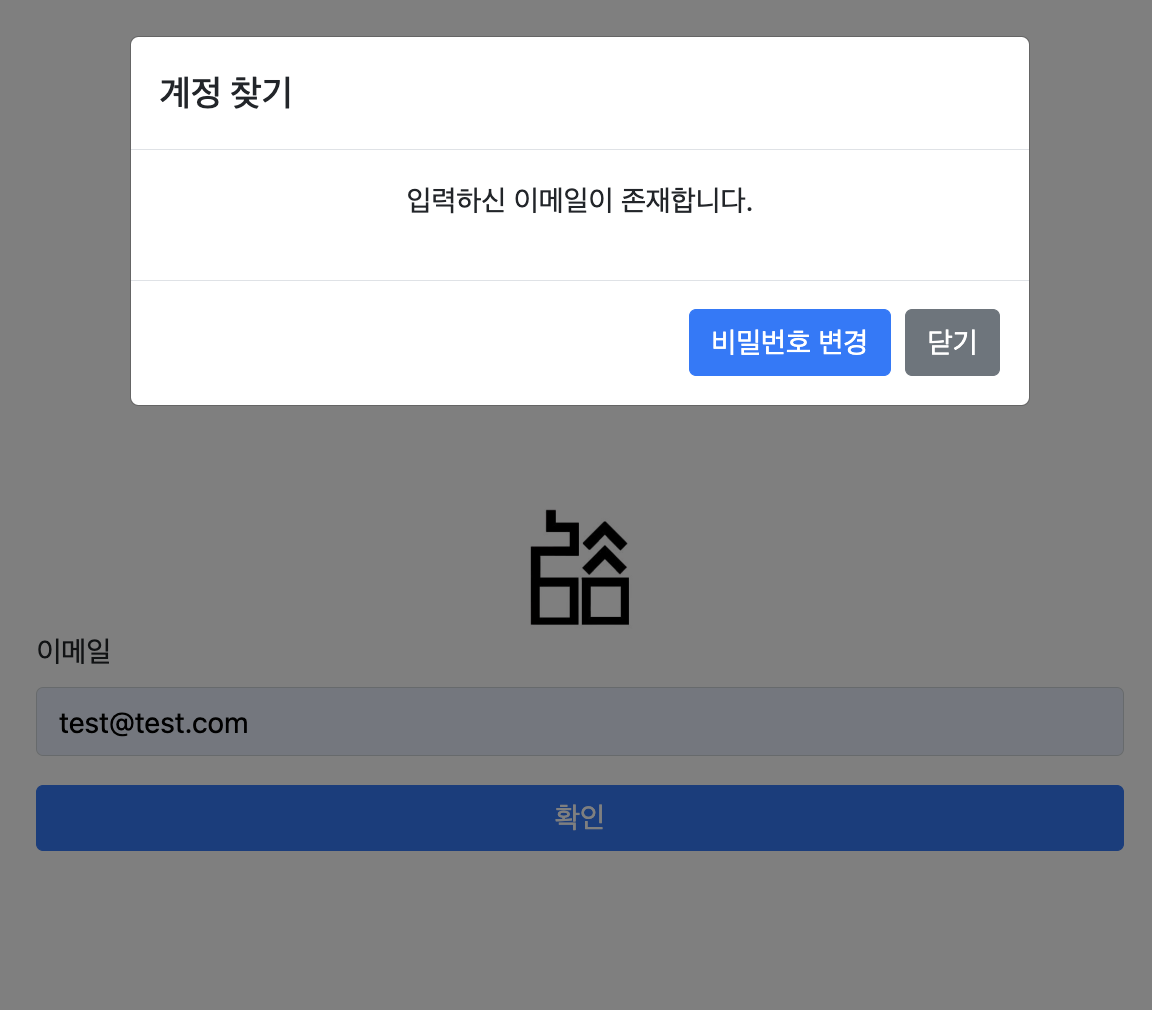 계정 찾기
입력하신 이메일이 존재합니다.
비밀번호 변경 닫기
이메일
test@test.com
확인